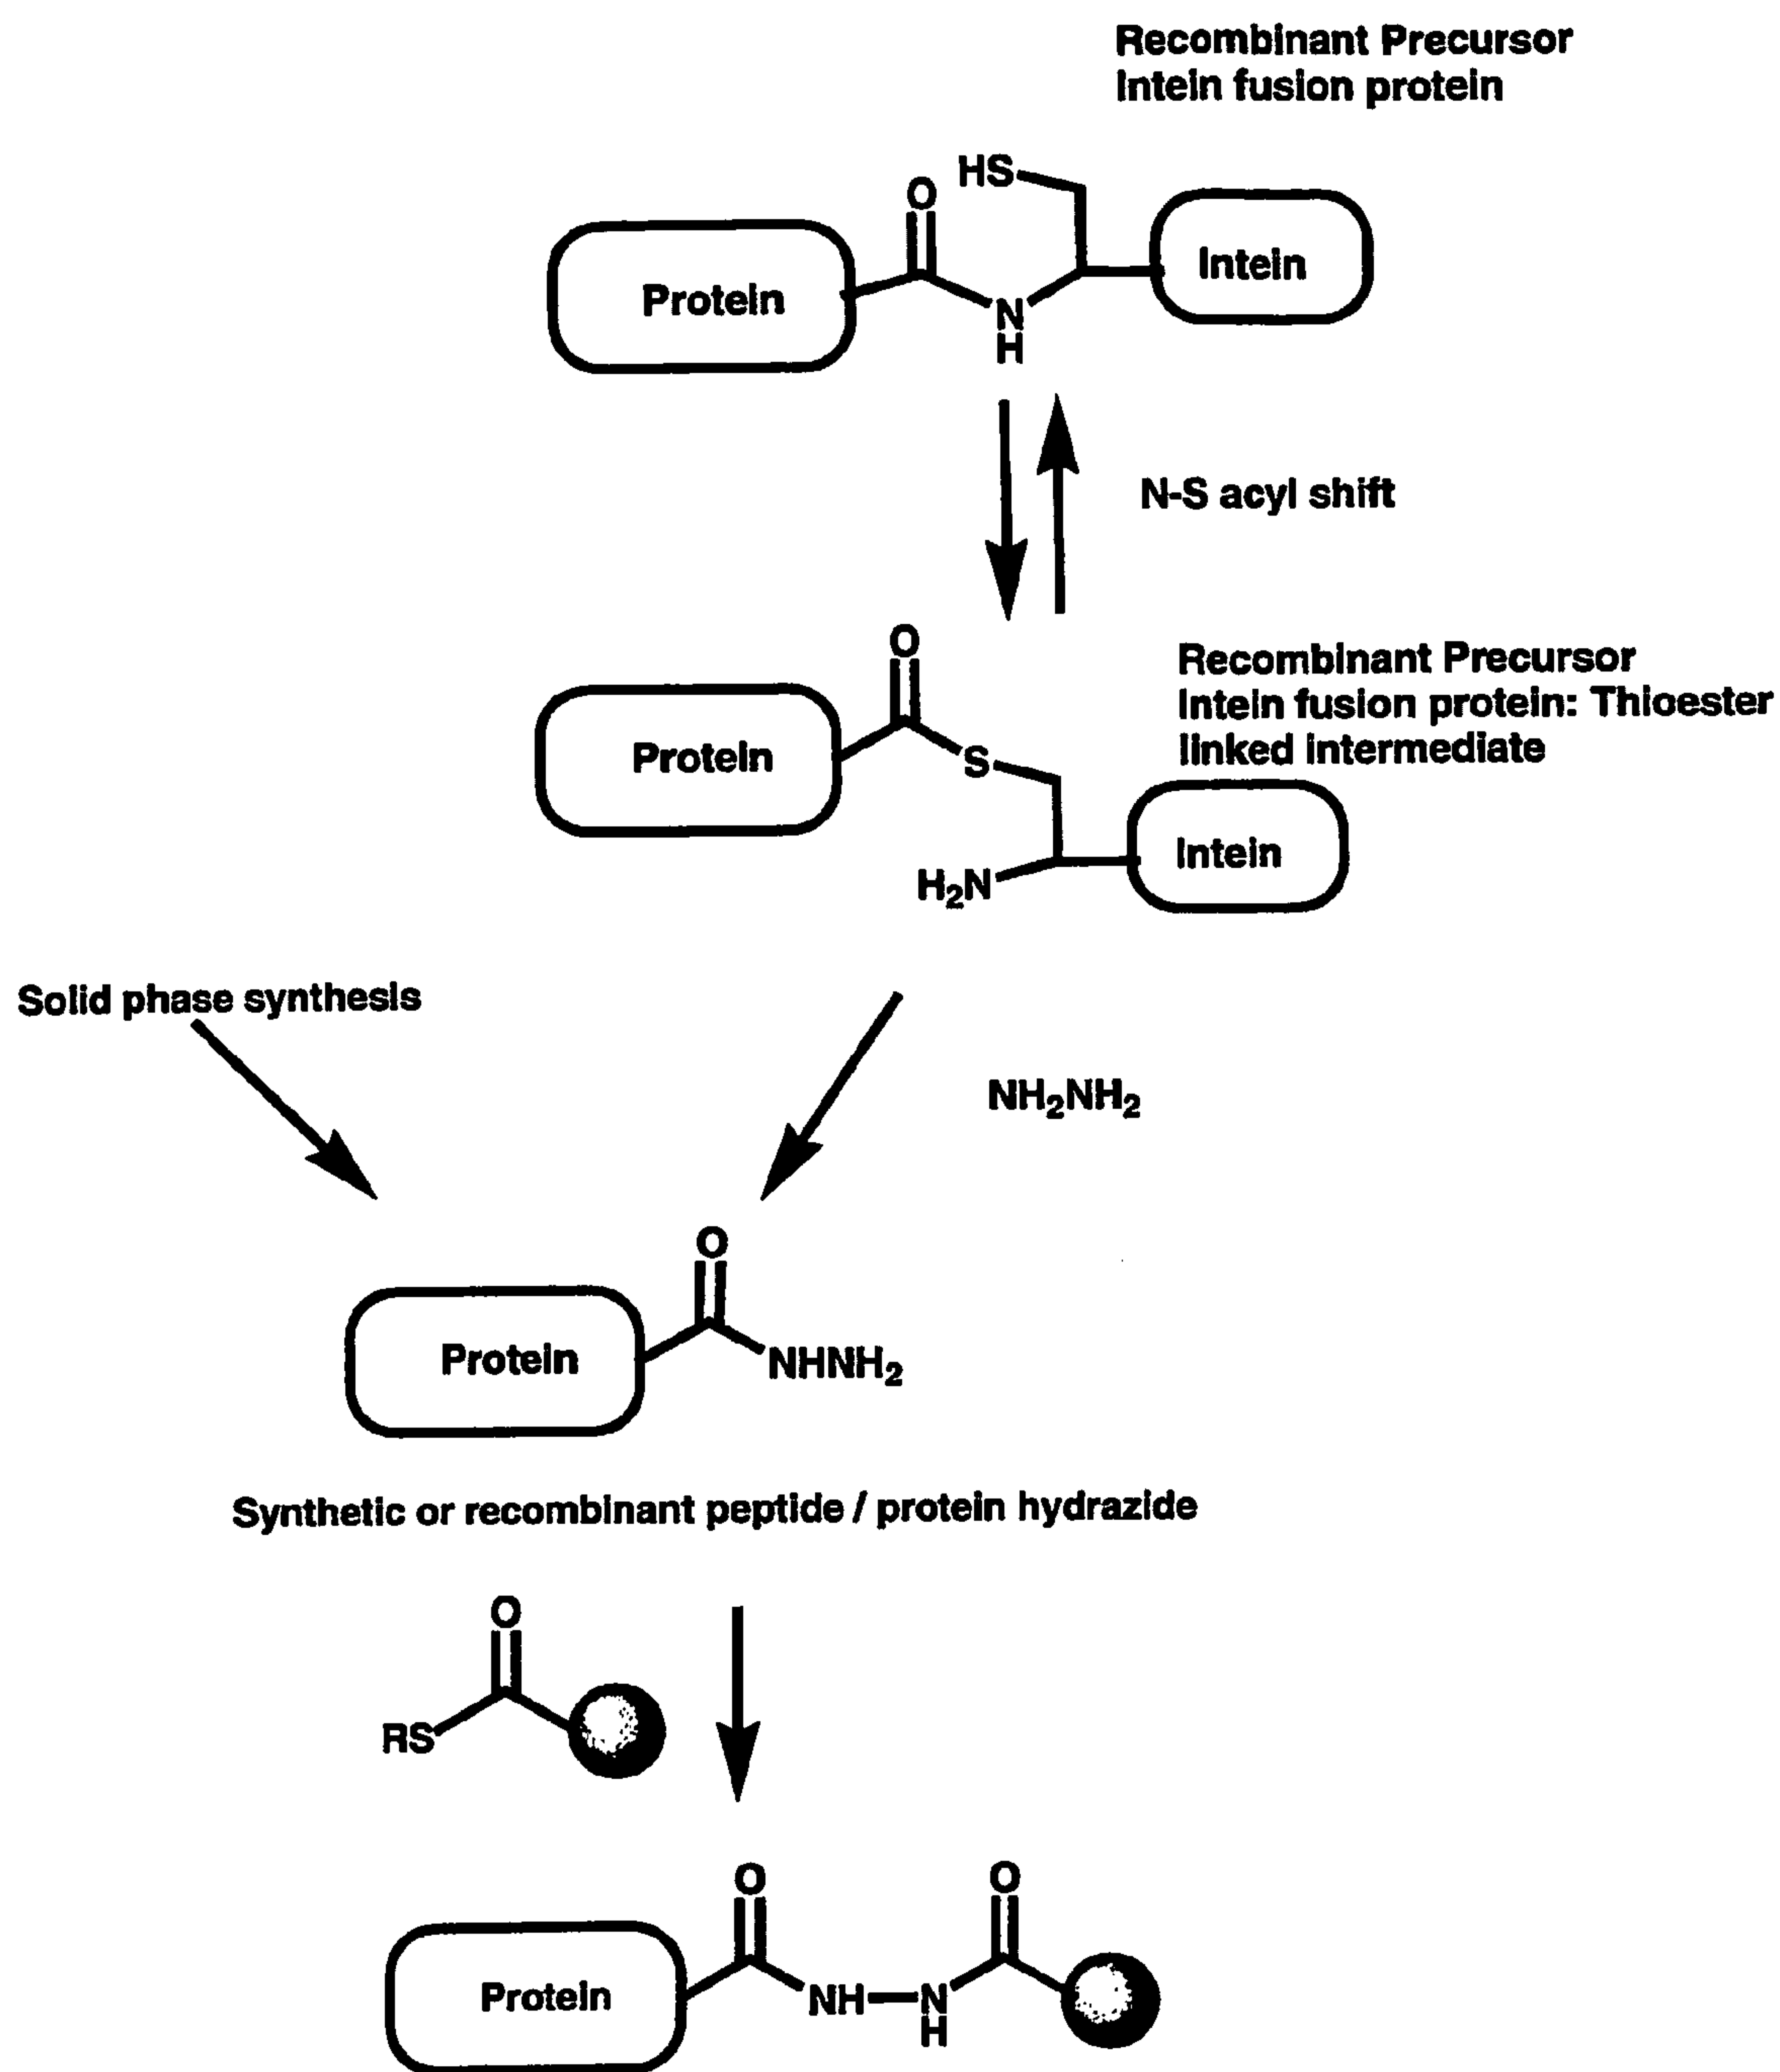 Recombinant Precursor
Intein fusion protein
HS
O
Intein
Protein
N
H
N-S acyl shift
O
Recombinant Precursor
Intein fusion protein: Thioester
linked intermediate
Protein
S
Intein
H₂N
Solid phase synthesis
NH₂NH₂
O
Protein
NHNH₂
Synthetic or recombinant peptide / protein hydrazide
O
RS
O
O
Protein
NH
N
H